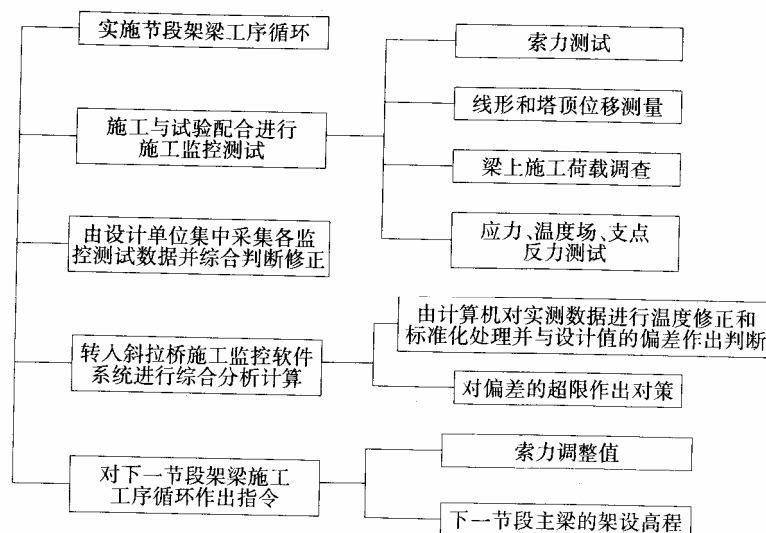 实施节段架梁工序循环
施工与试验配合进行
施工监控测试
索力测试
线形和塔顶位移测量
梁上施工荷载调查
应力、温度场、支点
反力测试
由设计单位集中采集各监
控测试数据并综合判断修正
转入斜拉桥施工监控软件
系统进行综合分析计算
由计算机对实测数据进行温度修正和
标准化处理并与设计值的偏差作出判断
对偏差的超限作出对策
对下一节段架梁施工
工序循环作出指令
索力调整值
下一节段主梁的架设高程